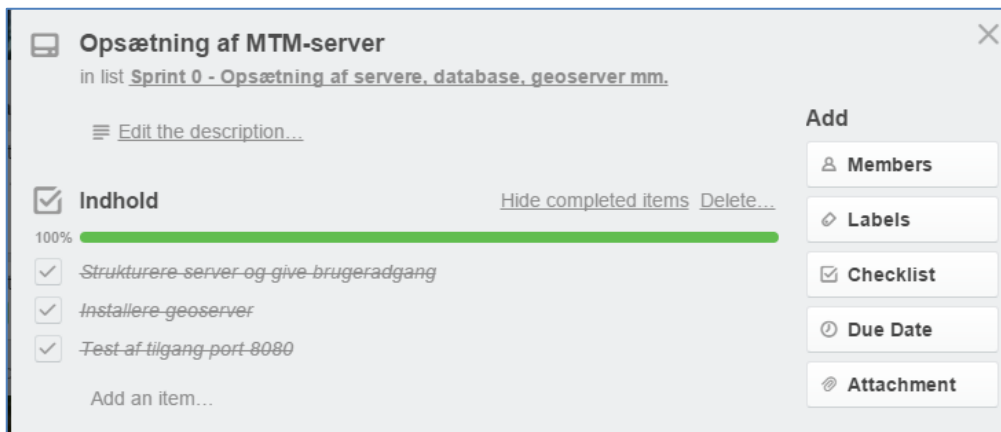 Opsætning af MTM-server
in list Sprint 0 - Opsætning af servere, database, geoserver mm.
Edit the description…
Indhold
Hide completed items Delete…
100%
Strukturere server og give brugeradgang
Installere geoserver
Test af tilgang port 8080
Add an item…
Add
Members
Labels
Checklist
Due Date
Attachment